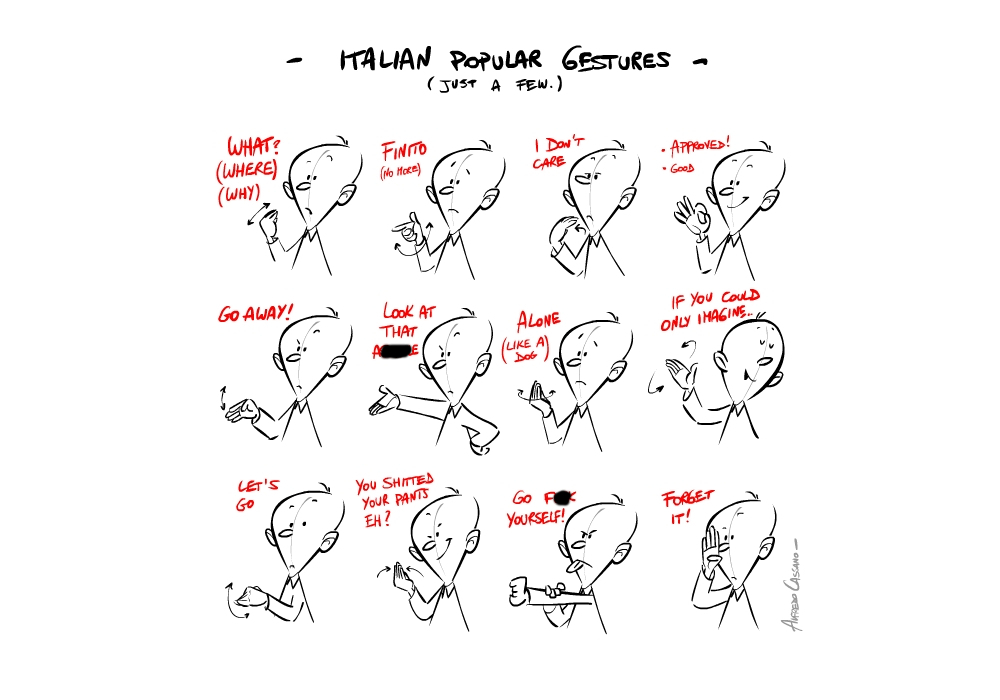 - ITALIAN POPULAR GESTURES -
(JUST A FEW.)
WHAT?
(WHERE)
(WHY)
FINITO
(NO MORE)
I DON'T
CARE
• APPROVED!
• GOOD
GO AWAY!
LOOK AT
THAT
ALONE
(LIKE A)
DOG)
IF YOU COULD
ONLY IMAGINE..
LET'S
GO
YOU SHITTED
YOUR PANTS
EH?
GO
YOURSELF!
FORGET
IT!
ALFREDO CASSANO —